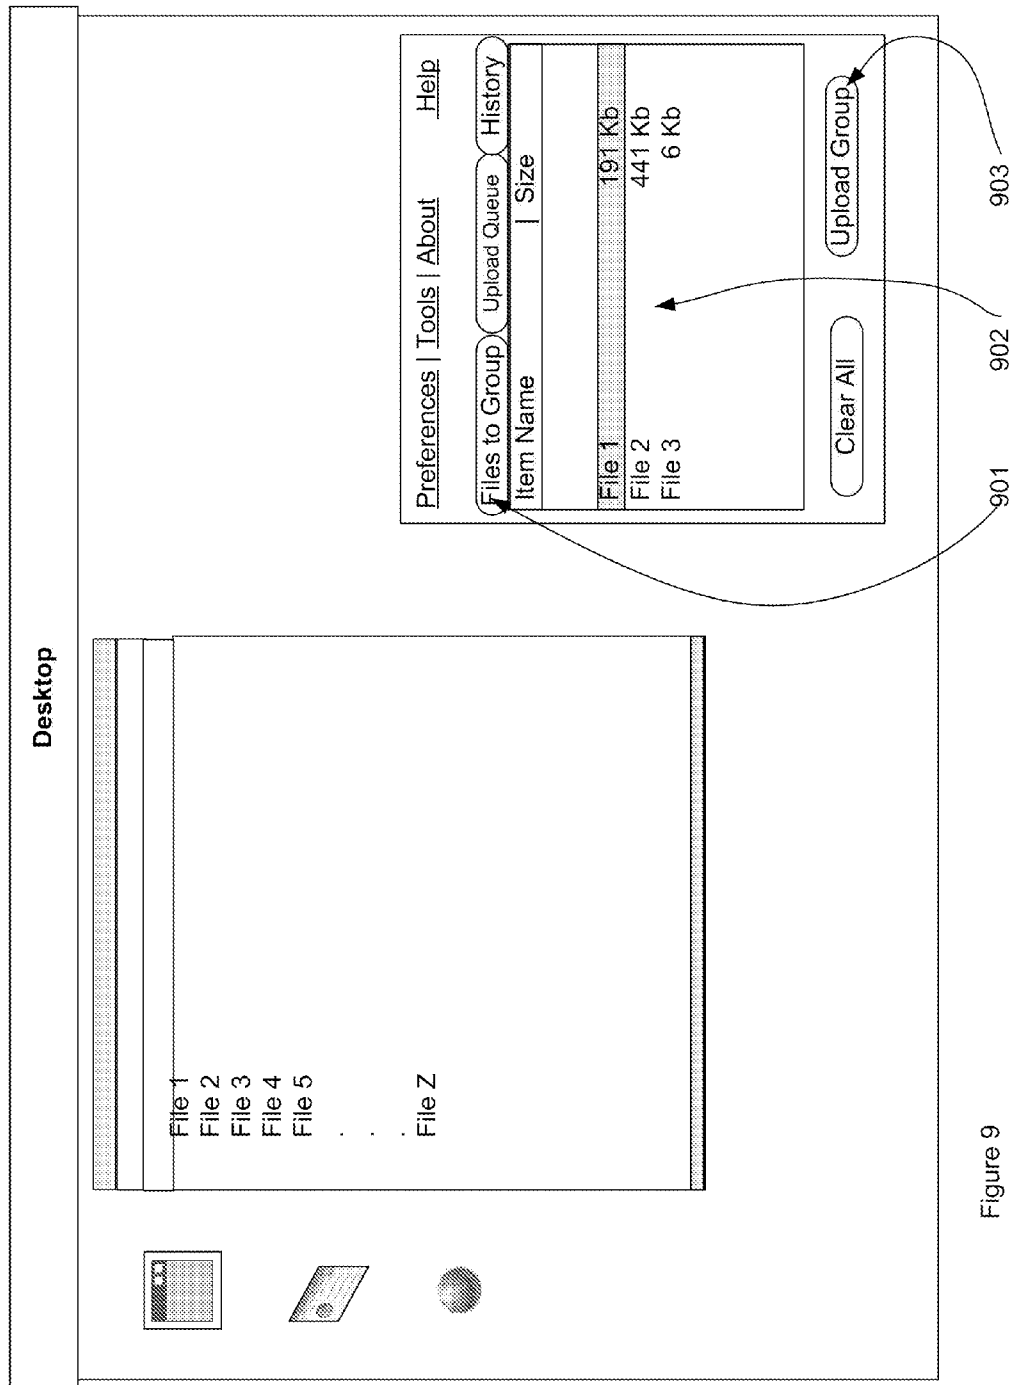 Desktop
File 1
File 2
File 3
File 4
File 5
. . .
File Z
Preferences | Tools | About Help
Files to Group Upload Queue History
Item Name | Size
File 1 191 Kb
File 2 441 Kb
File 3 6 Kb
Clear All Upload Group
901 902 903
Figure 9